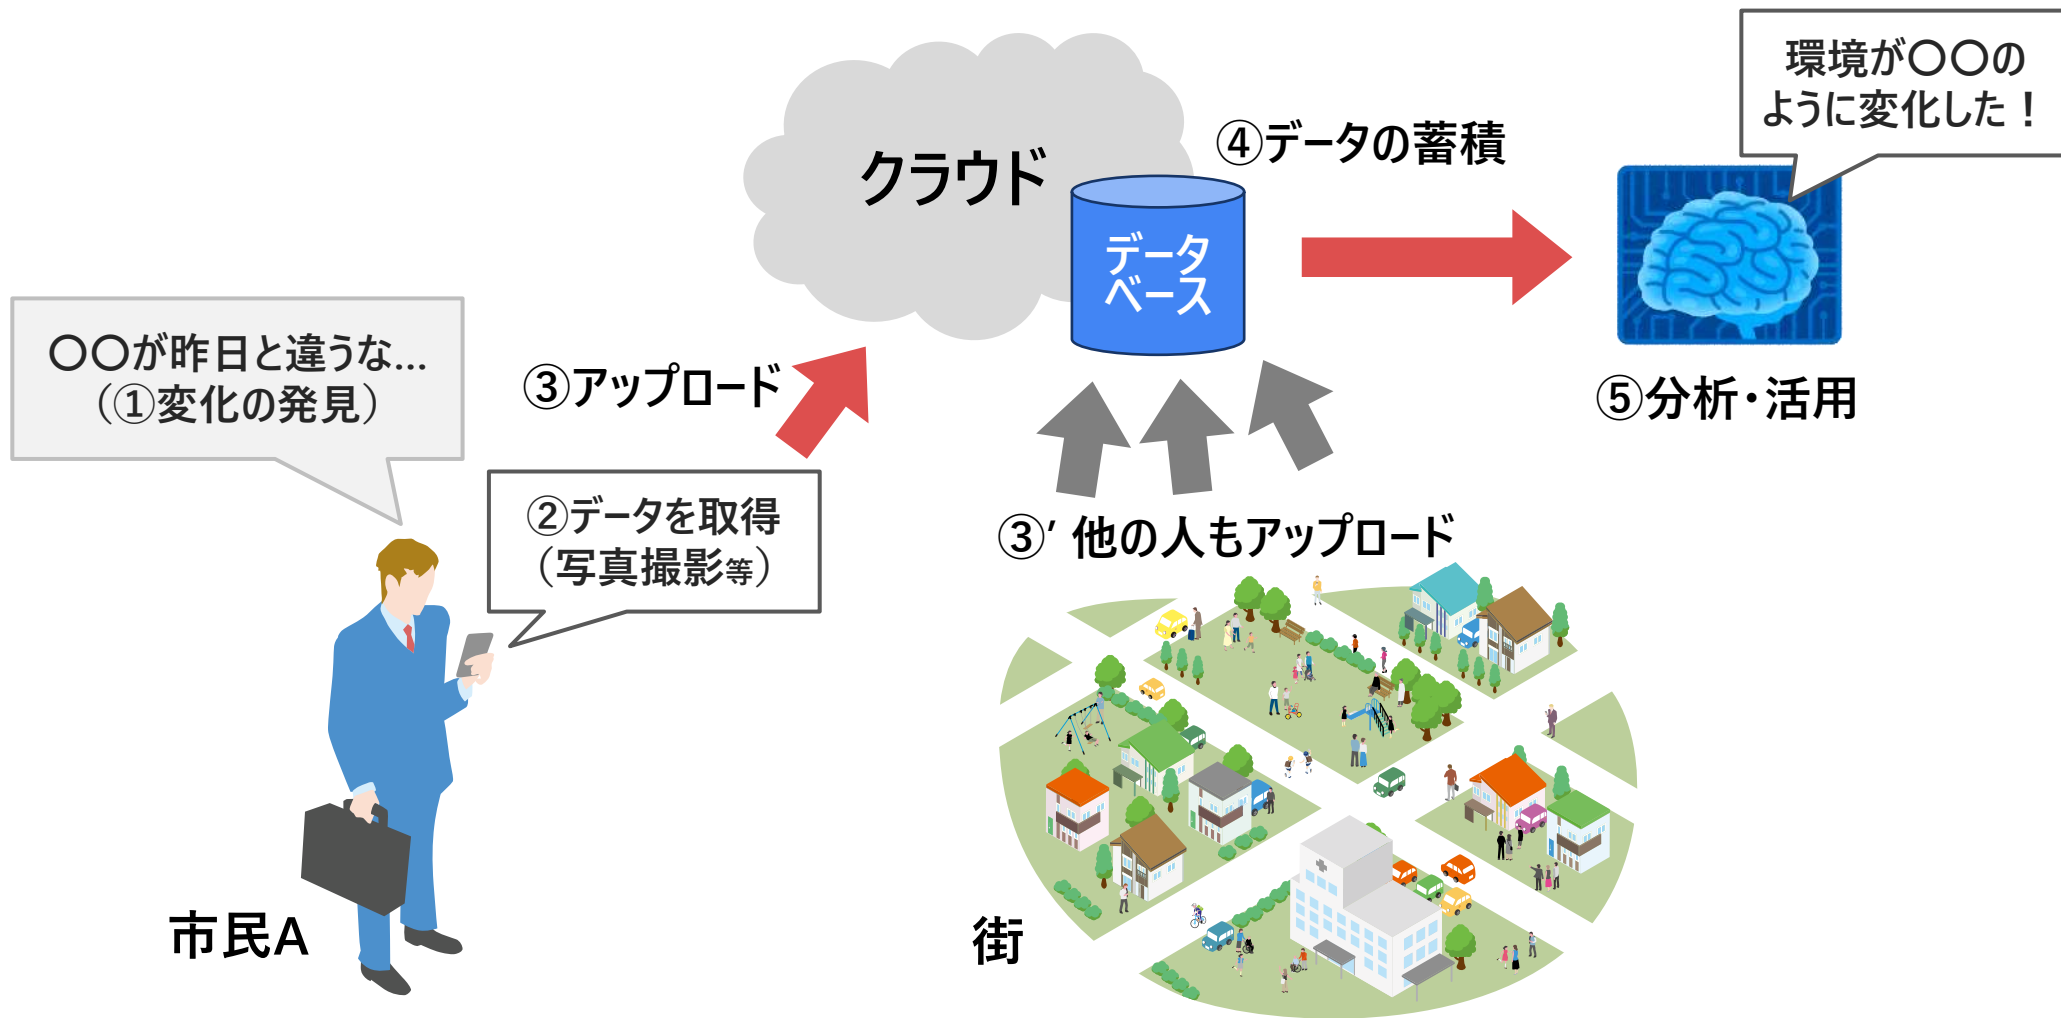 環境が〇〇の
ように変化した！
クラウド
④データの蓄積
データ
ベース
〇〇が昨日と違うな…
（①変化の発見）
③アップロード
⑤分析・活用
②データを取得
（写真撮影等）
③’ 他の人もアップロード
市民A
街